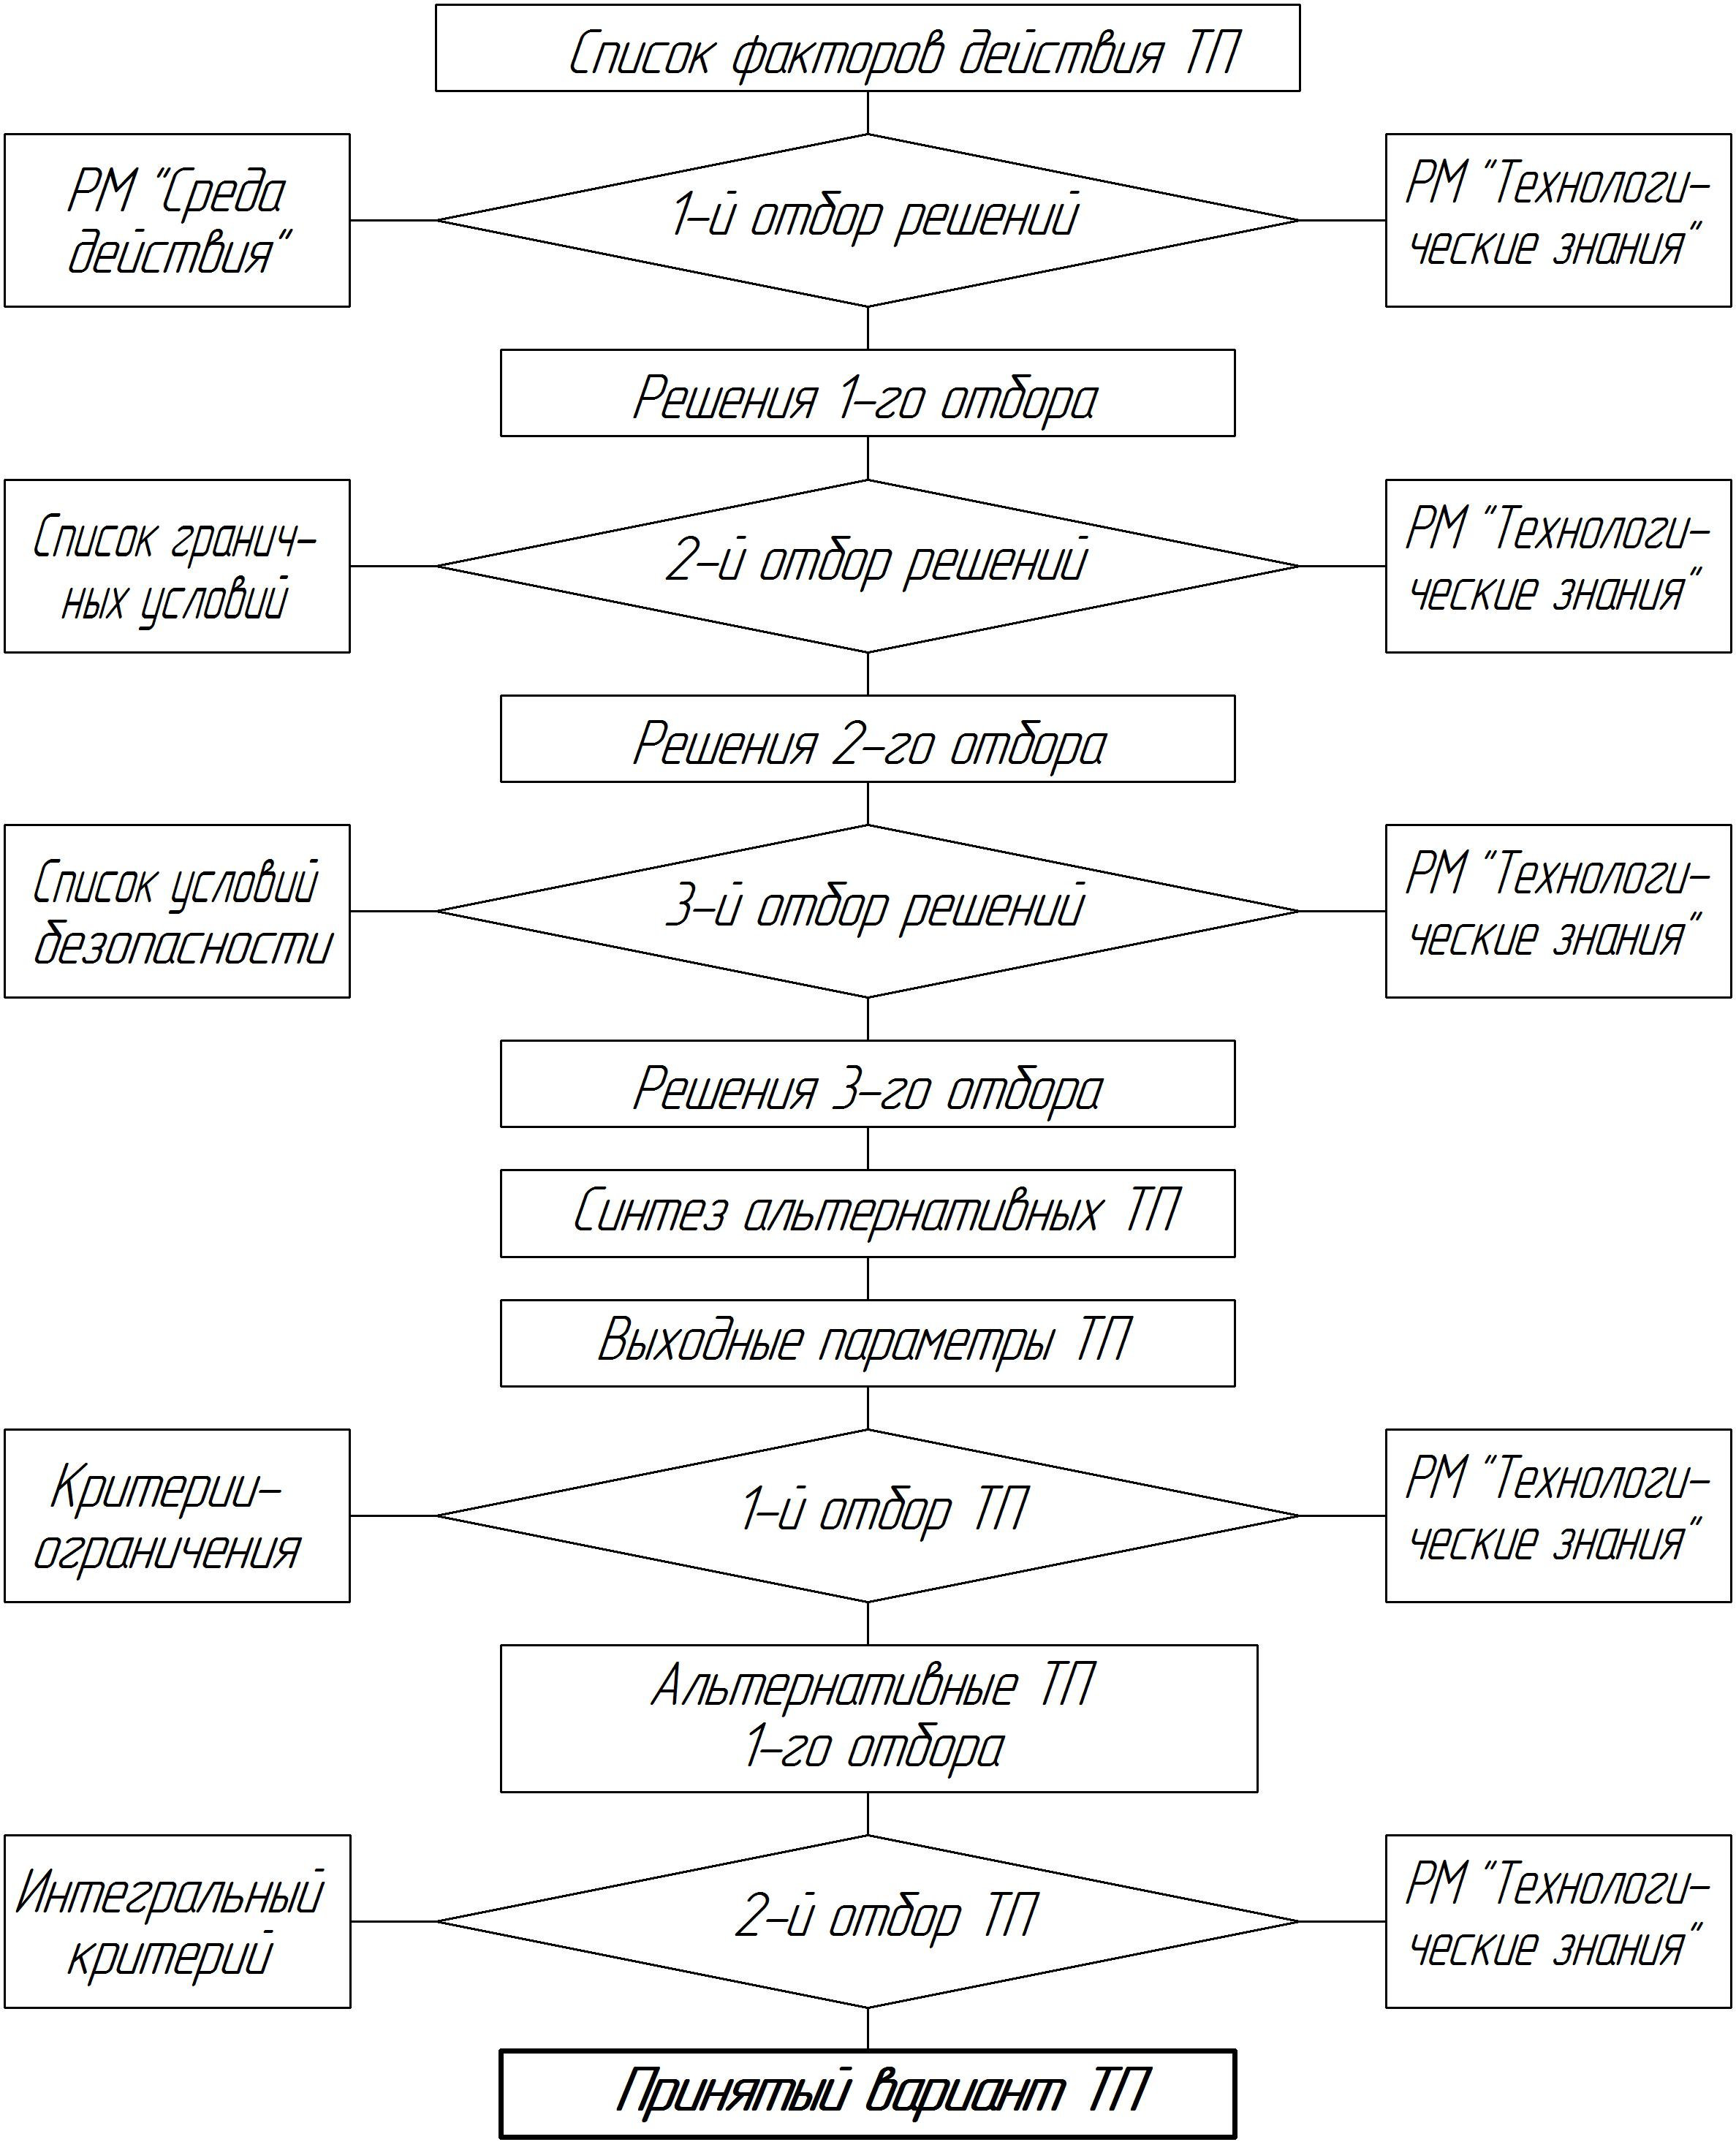 Список факторов действия ТП
РМ "Среда
действия"
1-й отбор решений
РМ "Технологи-
ческие знания"
Решения 1-го отбора
Список гранич-
ных условий
2-й отбор решений
РМ "Технологи-
ческие знания"
Решения 2-го отбора
Список условий
безопасности
3-й отбор решений
РМ "Технологи-
ческие знания"
Решения 3-го отбора
Синтез альтернативных ТП
Выходные параметры ТП
Критерии-
ограничения
1-й отбор ТП
РМ "Технологи-
ческие знания"
Альтернативные ТП
1-го отбора
Интегральный
критерий
2-й отбор ТП
РМ "Технологи-
ческие знания"
Принятый вариант ТП